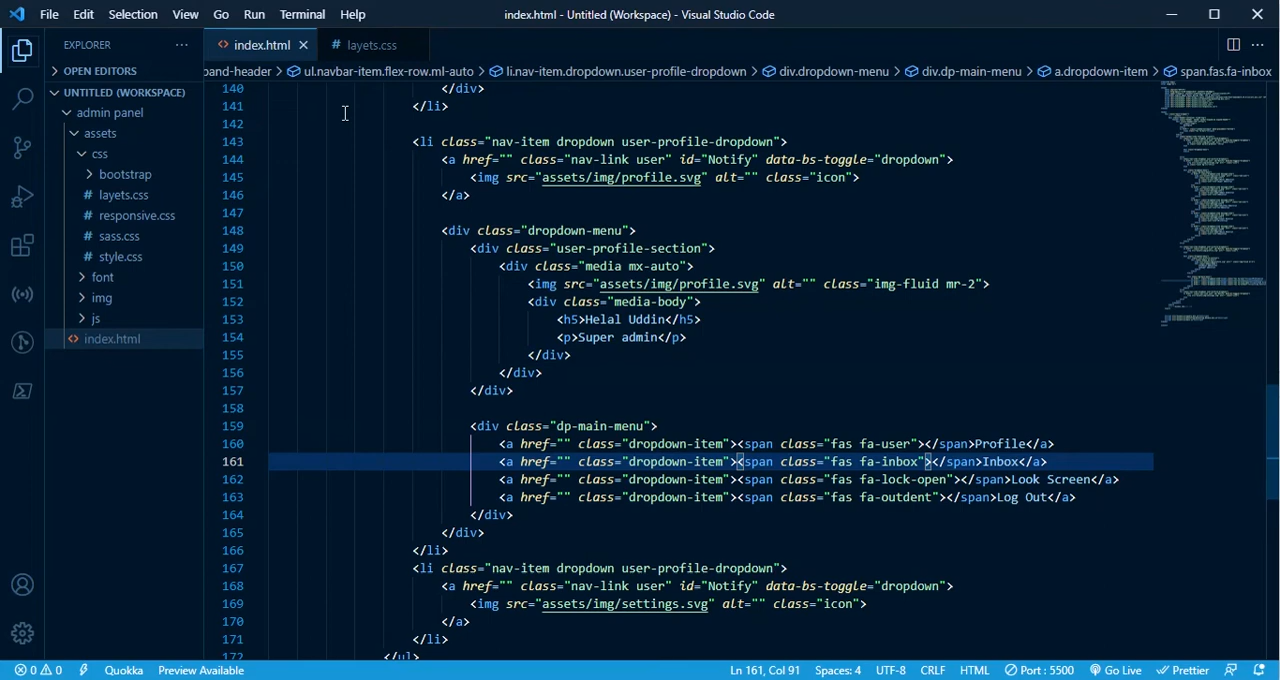 File Edit Selection View Go Run Terminal Help
index.html - Untitled (Workspace) - Visual Studio Code
EXPLORER
index.html
# layets.css
OPEN EDITORS
pand-header > ul.navbar-item.flex-row.ml-auto > li.nav-item.dropdown.user-profile-dropdown > div.dropdown-menu > div.dp-main-menu > a.dropdown-item > span.fas.fa-inbox
UNTITLED (WORKSPACE)
admin panel
assets
css
bootstrap
# layets.css
# responsive.css
# sass.css
# style.css
font
img
js
<> index.html
140 </div>
141 </li>
142
143 <li class="nav-item dropdown user-profile-dropdown">
144 <a href="" class="nav-link user" id="Notify" data-bs-toggle="dropdown">
145 <img src="assets/img/profile.svg" alt="" class="icon">
146 </a>
147
148 <div class="dropdown-menu">
149 <div class="user-profile-section">
150 <div class="media mx-auto">
151 <img src="assets/img/profile.svg" alt="" class="img-fluid mr-2">
152 <div class="media-body">
153 <h5>Helal Uddin</h5>
154 <p>Super admin</p>
155 </div>
156 </div>
157 </div>
158
159 <div class="dp-main-menu">
160 <a href="" class="dropdown-item"><span class="fas fa-user"></span>Profile</a>
161 <a href="" class="dropdown-item"><span class="fas fa-inbox"></span>Inbox</a>
162 <a href="" class="dropdown-item"><span class="fas fa-lock-open"></span>Look Screen</a>
163 <a href="" class="dropdown-item"><span class="fas fa-outdent"></span>Log Out</a>
164 </div>
165 </div>
166 </li>
167 <li class="nav-item dropdown user-profile-dropdown">
168 <a href="" class="nav-link user" id="Notify" data-bs-toggle="dropdown">
169 <img src="assets/img/settings.svg" alt="" class="icon">
170 </a>
171 </li>
172 </ul>
0 0 Quokka Preview Available Ln 161, Col 91 Spaces: 4 UTF-8 CRLF HTML Port : 5500 Go Live Prettier